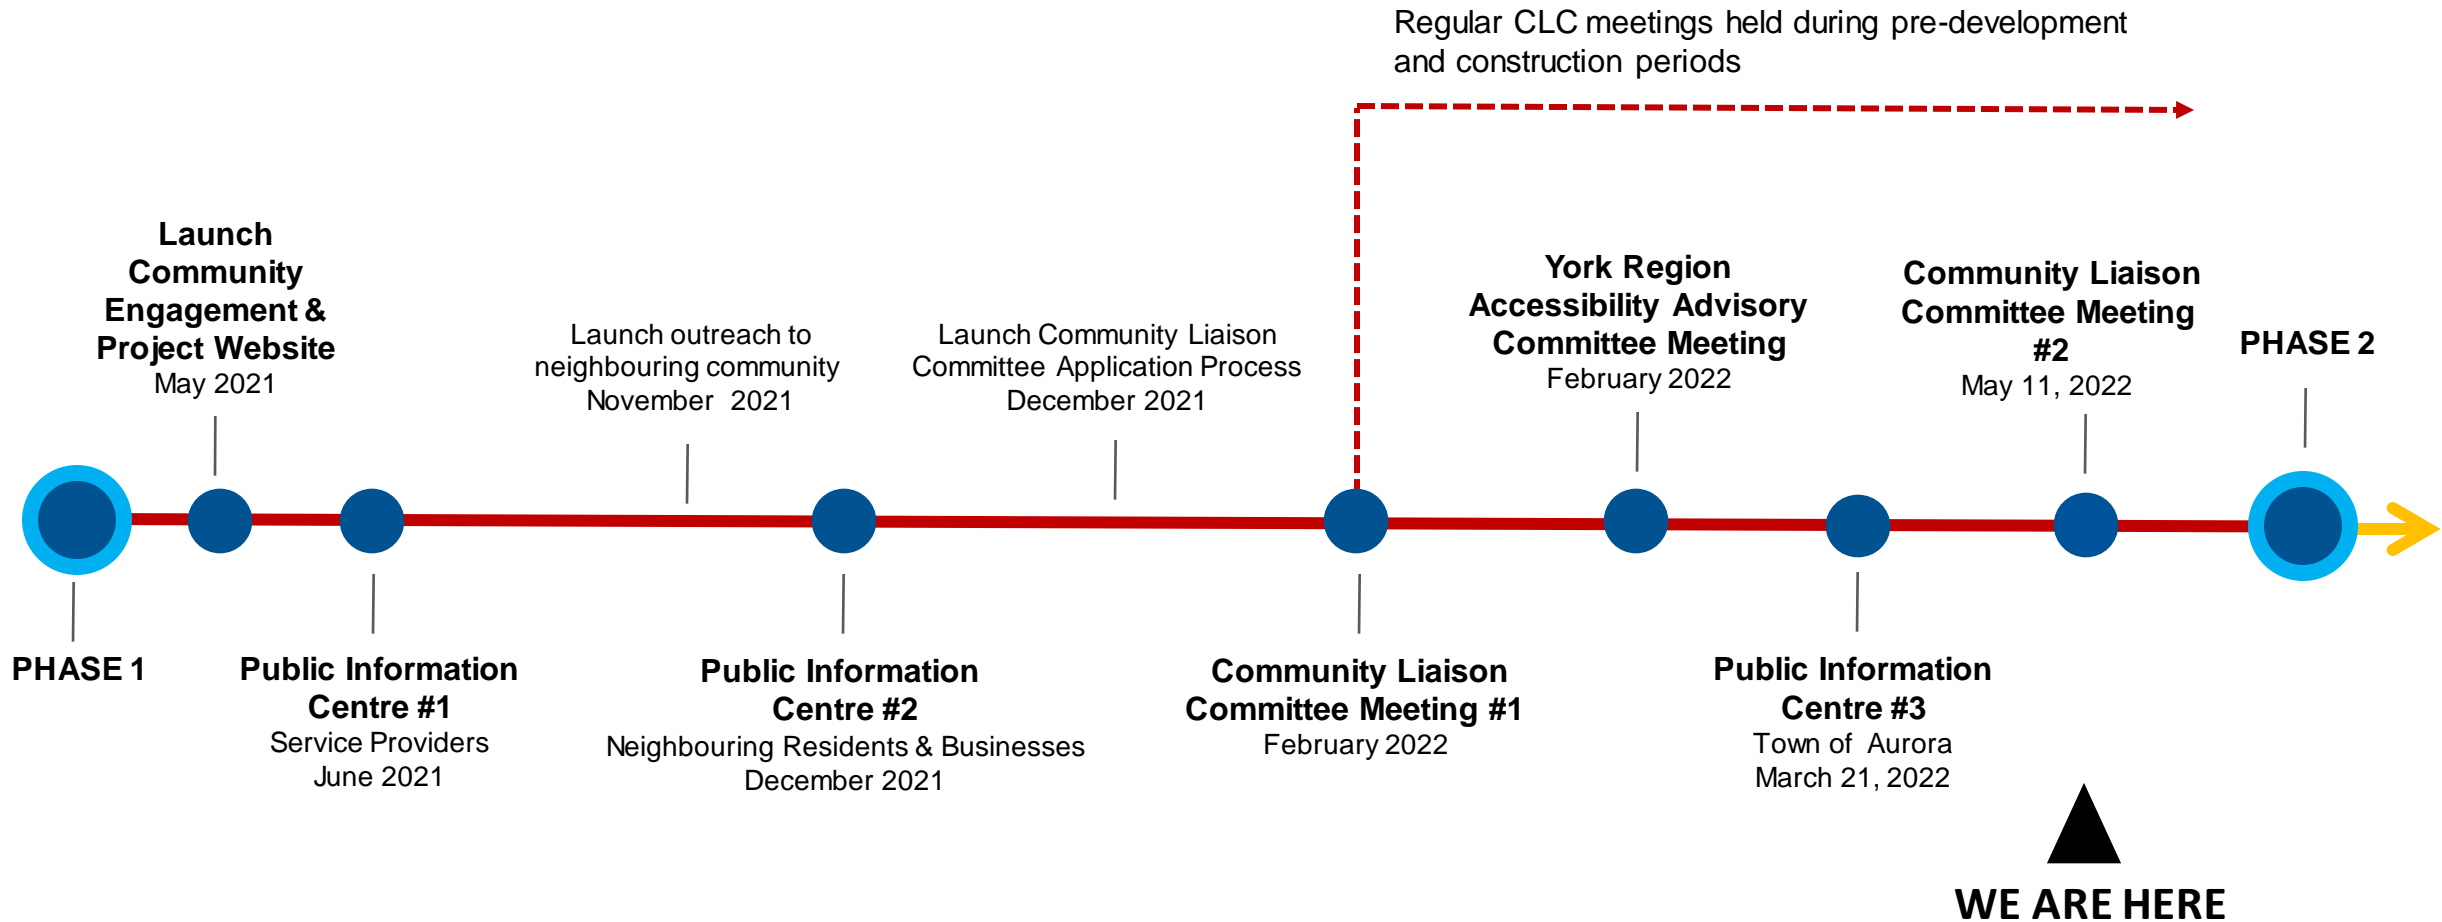 Regular CLC meetings held during pre-development
and construction periods
Launch
Community
Engagement &
Project Website
May 2021
Launch outreach to
neighbouring community
November 2021
Launch Community Liaison
Committee Application Process
December 2021
York Region
Accessibility Advisory
Committee Meeting
February 2022
Community Liaison
Committee Meeting
#2
May 11, 2022
PHASE 2
PHASE 1
Public Information
Centre #1
Service Providers
June 2021
Public Information
Centre #2
Neighbouring Residents & Businesses
December 2021
Community Liaison
Committee Meeting #1
February 2022
Public Information
Centre #3
Town of Aurora
March 21, 2022
WE ARE HERE